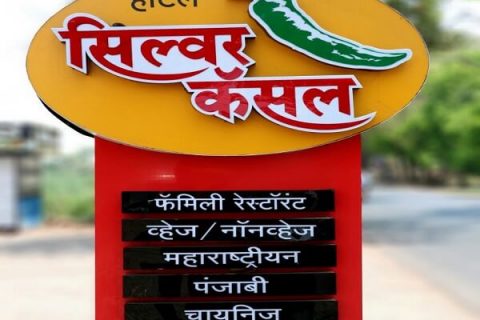 हॉटेल
सिल्वर
कॅसल
फॅमिली रेस्टॉरंट
व्हेज / नॉनव्हेज
महाराष्ट्रीयन
पंजाबी
चायनिज